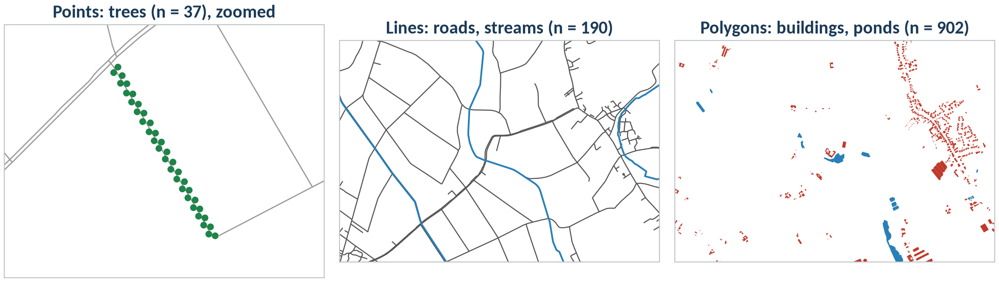 Points: trees (n = 37), zoomed
Lines: roads, streams (n = 190)
Polygons: buildings, ponds (n = 902)